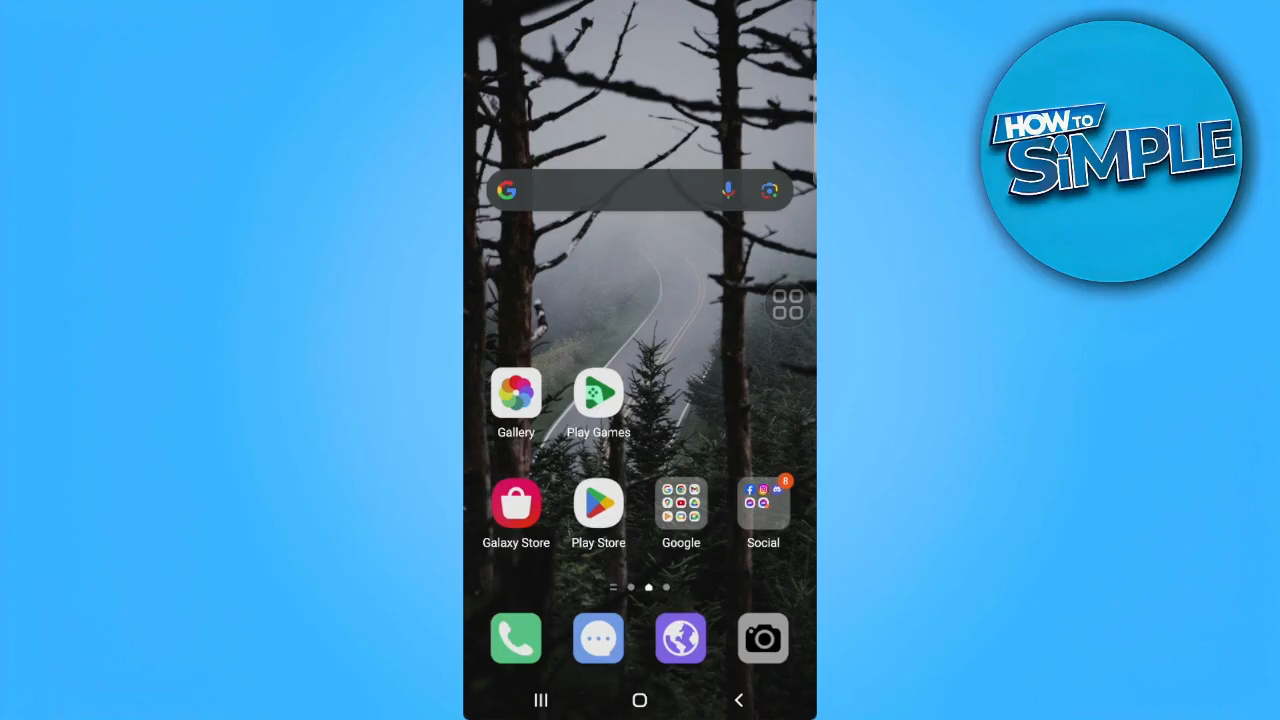 HOW TO
SiMPLE
Gallery
Play Games
8
Galaxy Store
Play Store
Google
Social